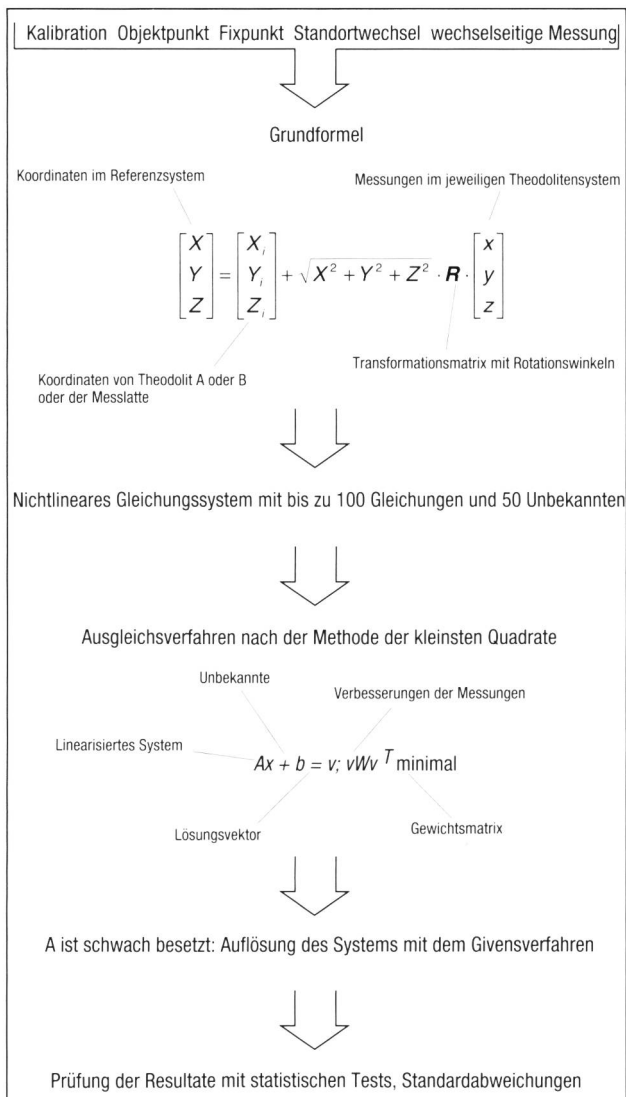 Kalibration Objektpunkt Fixpunkt Standortwechsel wechselseitige Messung
Grundformel
Koordinaten im Referenzsystem
Messungen im jeweiligen Theodolitensystem
[X Y Z] = [Xᵢ Yᵢ Zᵢ] + √X² + Y² + Z² · R · [x y z]
Transformationsmatrix mit Rotationswinkeln
Koordinaten von Theodolit A oder B
oder der Messlatte
Nichtlineares Gleichungssystem mit bis zu 100 Gleichungen und 50 Unbekannten
Ausgleichsverfahren nach der Methode der kleinsten Quadrate
Unbekannte
Verbesserungen der Messungen
Linearisiertes System
Ax + b = v; vWv ᵀ minimal
Lösungsvektor
Gewichtsmatrix
A ist schwach besetzt: Auflösung des Systems mit dem Givensverfahren
Prüfung der Resultate mit statistischen Tests, Standardabweichungen